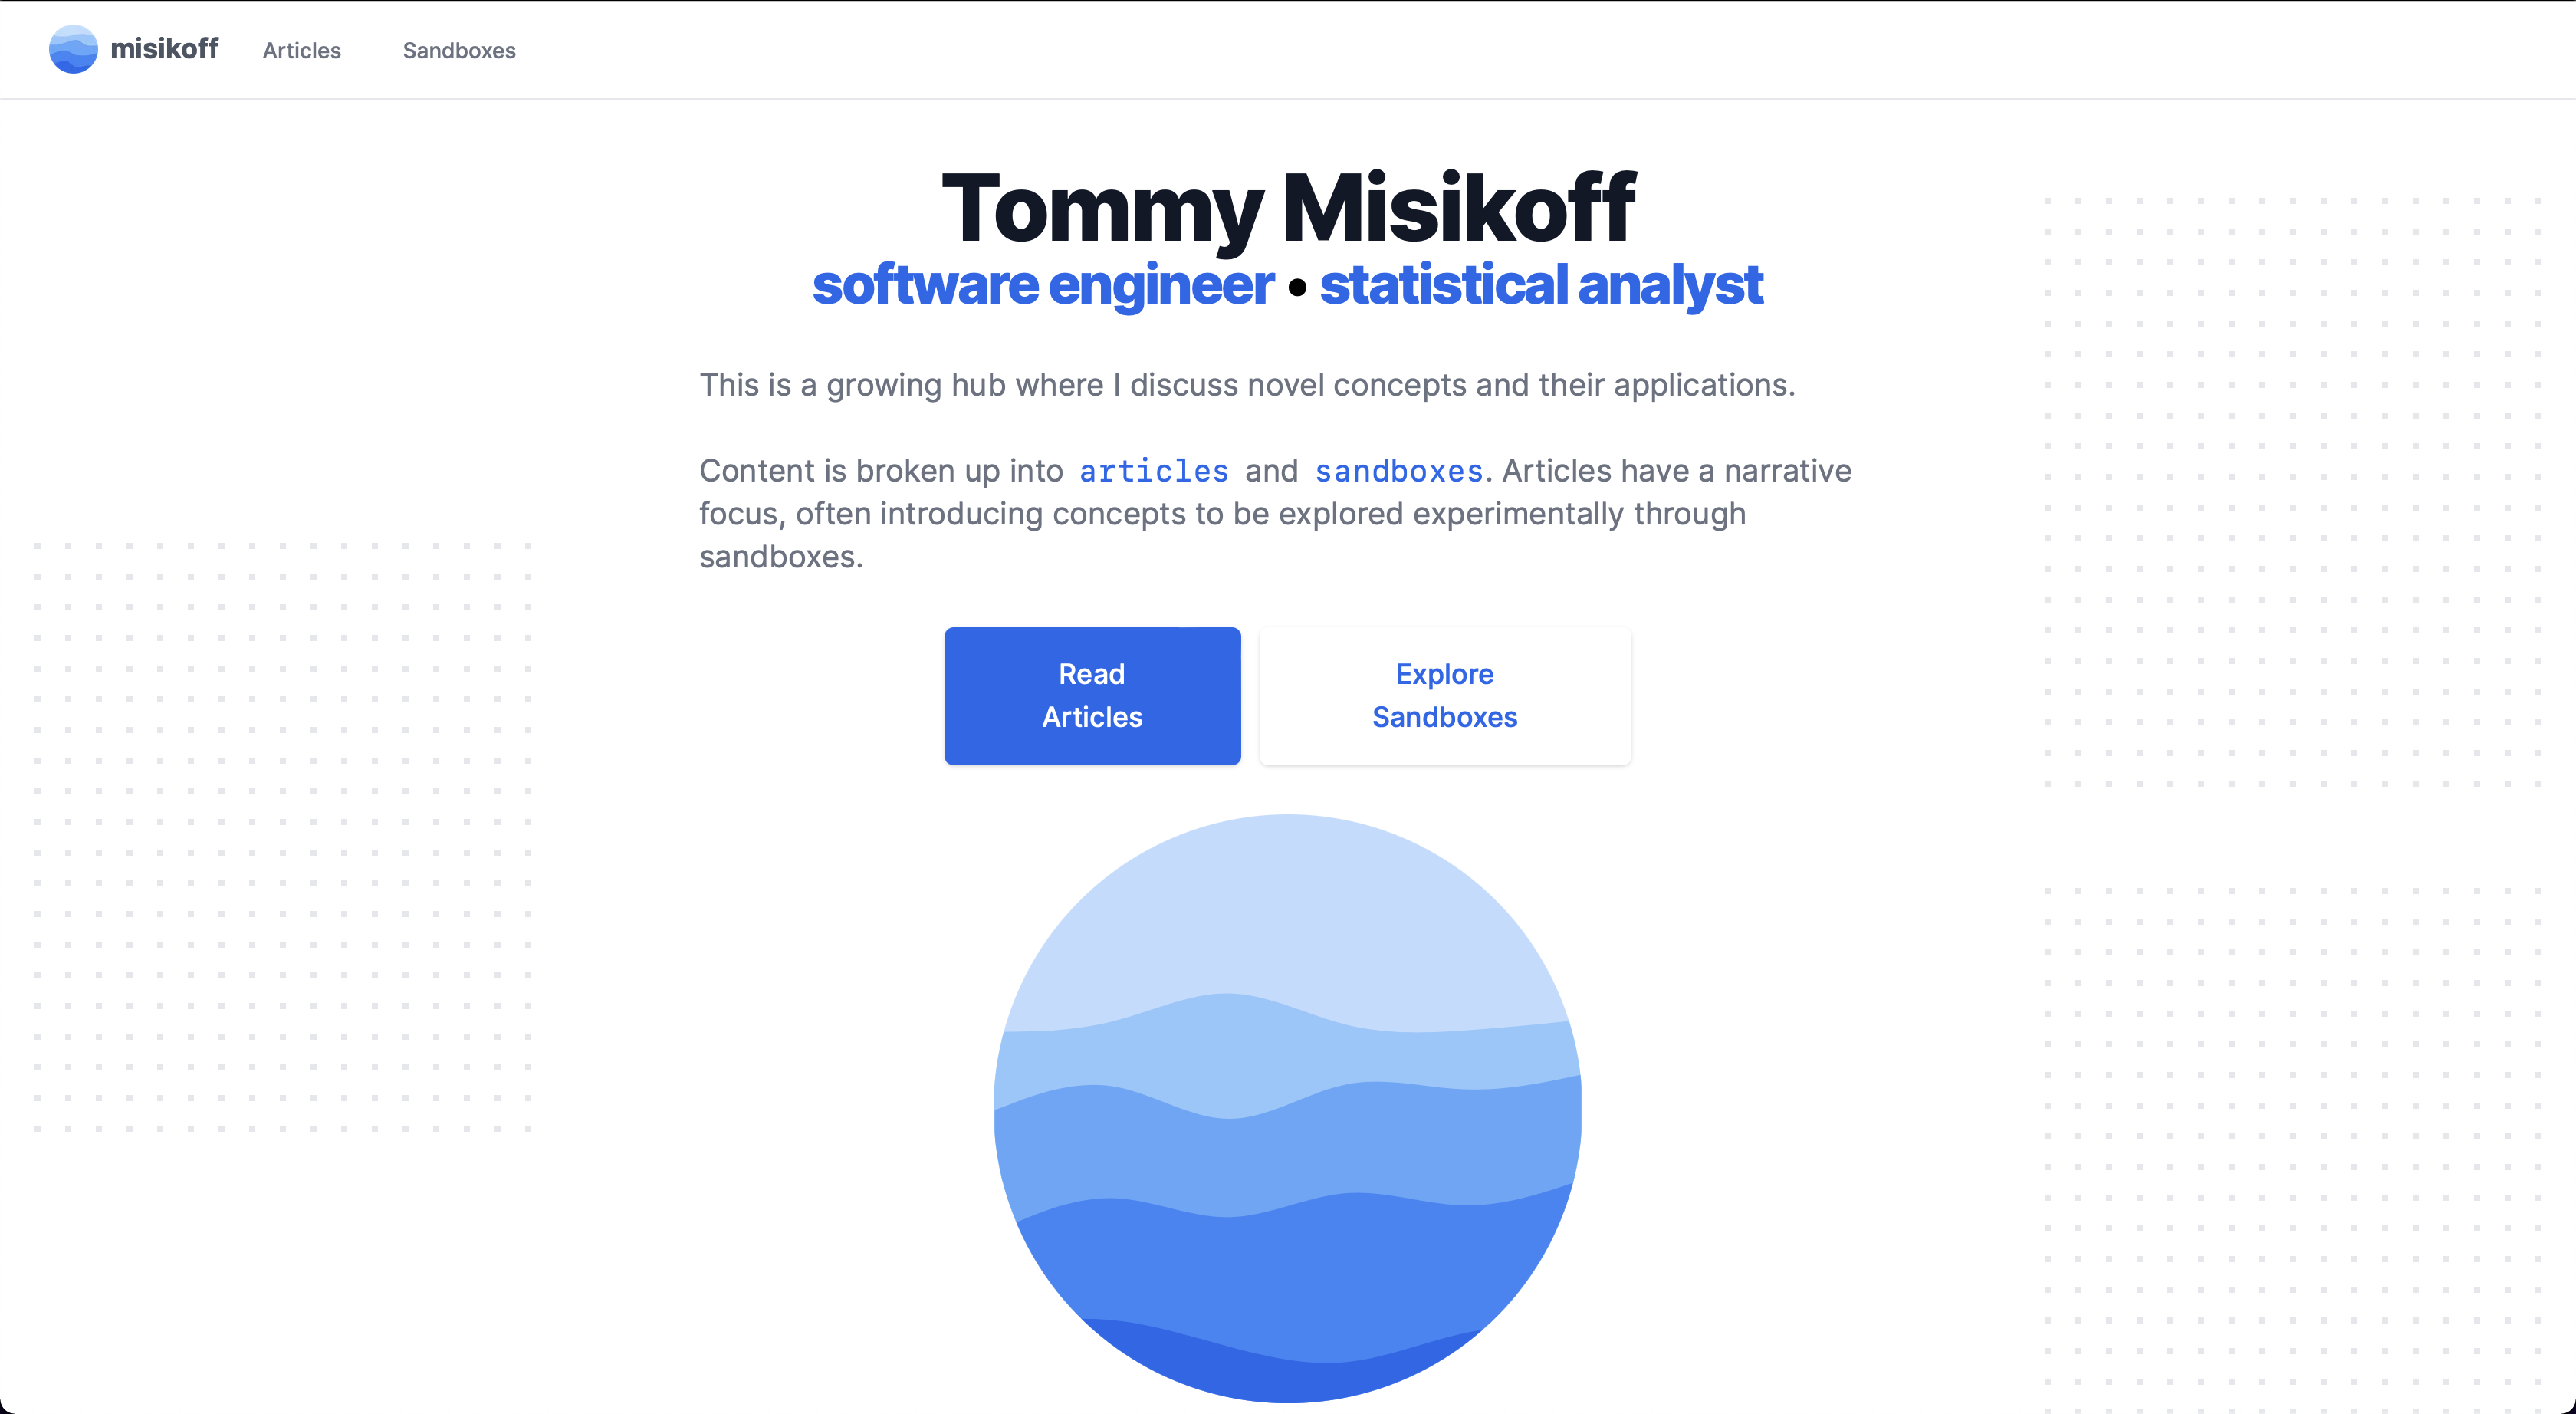 misikoff Articles Sandboxes
Tommy Misikoff
software engineer • statistical analyst
This is a growing hub where I discuss novel concepts and their applications.
Content is broken up into articles and sandboxes. Articles have a narrative
focus, often introducing concepts to be explored experimentally through
sandboxes.
Read
Articles
Explore
Sandboxes